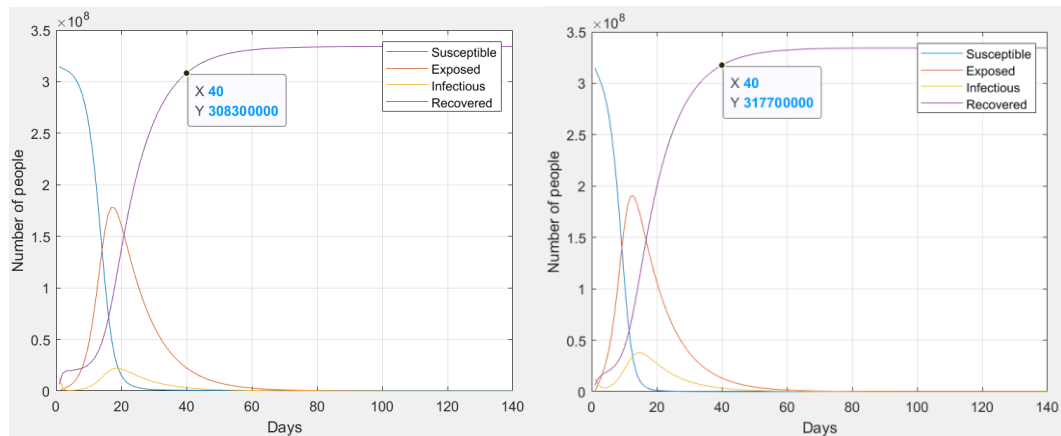 ×10^8
3.5
3
2.5
2
1.5
1
0.5
0
Number of people
Susceptible
Exposed
Infectious
Recovered
X 40
Y 308300000
0 20 40 60 80 100 120 140
Days
×10^8
3.5
3
2.5
2
1.5
1
0.5
0
Number of people
Susceptible
Exposed
Infectious
Recovered
X 40
Y 317700000
0 20 40 60 80 100 120 140
Days